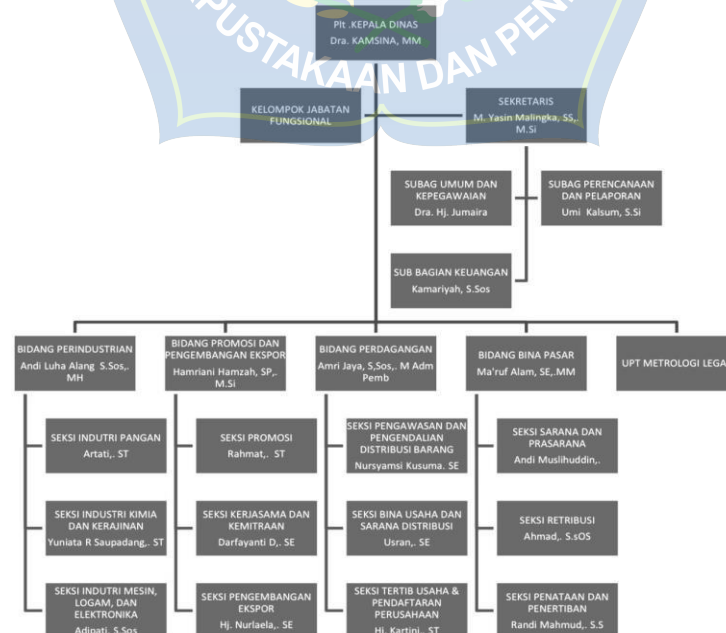 PUSTAKAAN DAN PEN
Plt .KEPALA DINAS
Dra. KAMSINA, MM
KELOMPOK JABATAN
FUNGSIONAL
SEKRETARIS
M. Yasin Malingka, SS,.
M.Si
SUBAG UMUM DAN
KEPEGAWAIAN
Dra. Hj. Jumaira
SUBAG PERENCANAAN
DAN PELAPORAN
Umi Kalsum, S.Si
SUB BAGIAN KEUANGAN
Kamariyah, S.Sos
BIDANG PERINDUSTRIAN
Andi Luha Alang S.Sos,.
MH
BIDANG PROMOSI DAN
PENGEMBANGAN EKSPOR
Hamriani Hamzah, SP,.
M.Si
BIDANG PERDAGANGAN
Amri Jaya, S,Sos,. M Adm
Pemb
BIDANG BINA PASAR
Ma'ruf Alam, SE,.MM
UPT METROLOGI LEGA
SEKSI INDUTRI PANGAN
Artati,. ST
SEKSI INDUSTRI KIMIA
DAN KERAJINAN
Yuniata R Saupadang,. ST
SEKSI INDUTRI MESIN,
LOGAM, DAN
ELEKTRONIKA
Adipati, S.Sos
SEKSI PROMOSI
Rahmat,. ST
SEKSI KERJASAMA DAN
KEMITRAAN
Darfayanti D,. SE
SEKSI PENGEMBANGAN
EKSPOR
Hj. Nurlaela,. SE
SEKSI PENGAWASAN DAN
PENGENDALIAN
DISTRIBUSI BARANG
Nursyamsi Kusuma. SE
SEKSI BINA USAHA DAN
SARANA DISTRIBUSI
Usran,. SE
SEKSI TERTIB USAHA &
PENDAFTARAN
PERUSAHAAN
Hj. Kartini,. ST
SEKSI SARANA DAN
PRASARANA
Andi Muslihuddin,.
SEKSI RETRIBUSI
Ahmad,. S.sOS
SEKSI PENATAAN DAN
PENERTIBAN
Randi Mahmud,. S.S